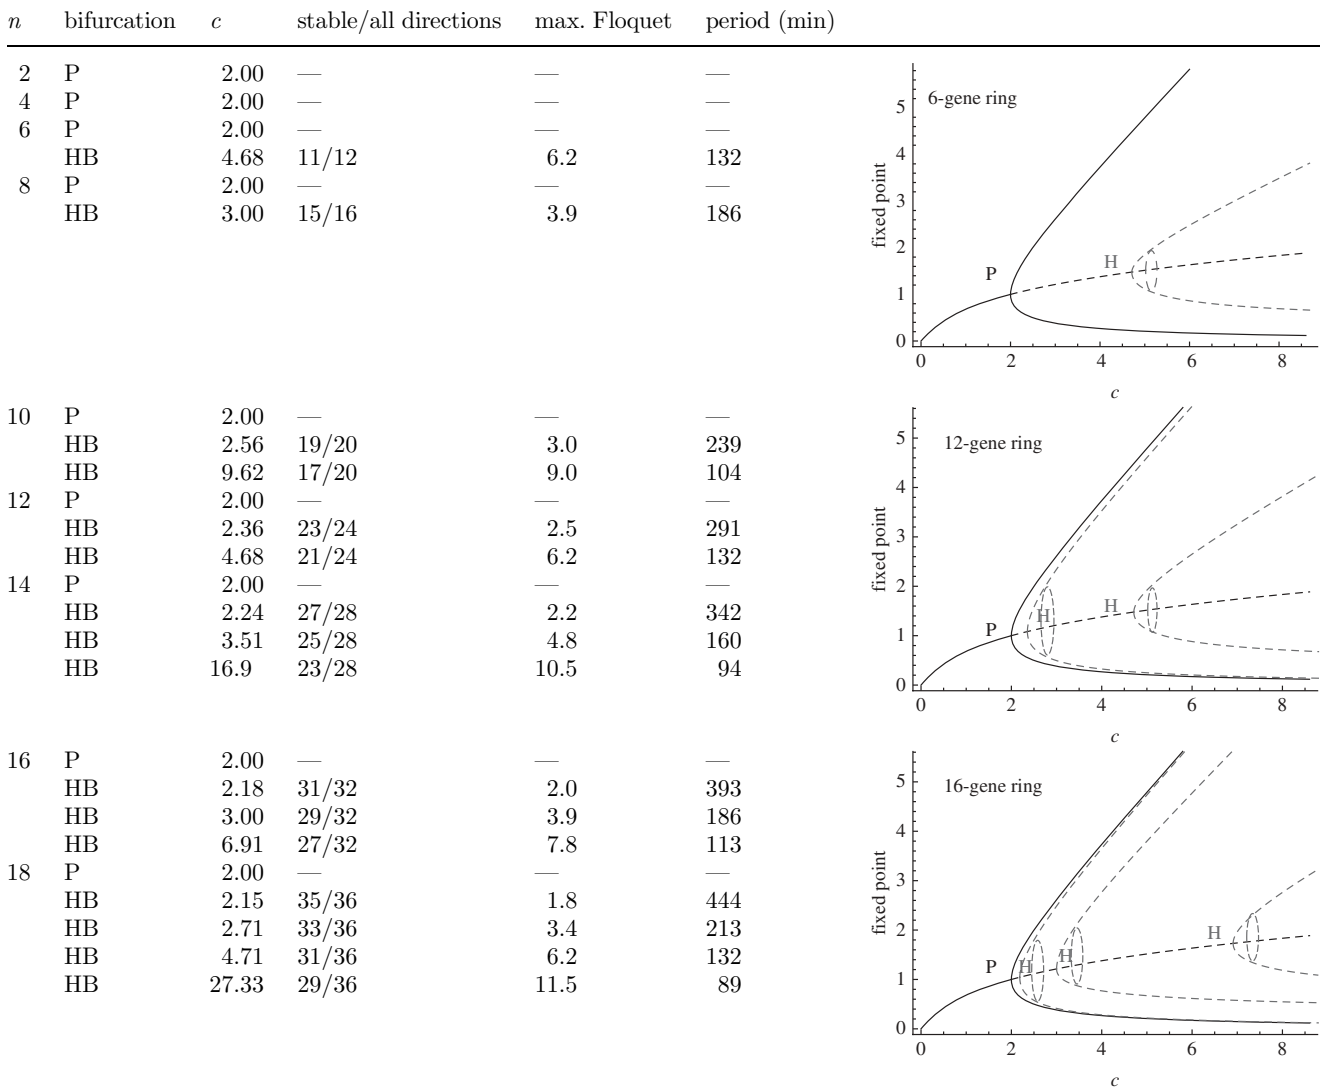 n bifurcation c stable/all directions max. Floquet period (min)
2 P 2.00 — — —
4 P 2.00 — — —
6 P 2.00 — — —
HB 4.68 11/12 6.2 132
8 P 2.00 — — —
HB 3.00 15/16 3.9 186
6-gene ring
fixed point
5
4
3
2
1
0
P
H
0 2 4 6 8
c
10 P 2.00 — — —
HB 2.56 19/20 3.0 239
HB 9.62 17/20 9.0 104
12 P 2.00 — — —
HB 2.36 23/24 2.5 291
HB 4.68 21/24 6.2 132
14 P 2.00 — — —
HB 2.24 27/28 2.2 342
HB 3.51 25/28 4.8 160
HB 16.9 23/28 10.5 94
12-gene ring
fixed point
5
4
3
2
1
0
P
H
H
0 2 4 6 8
c
16 P 2.00 — — —
HB 2.18 31/32 2.0 393
HB 3.00 29/32 3.9 186
HB 6.91 27/32 7.8 113
18 P 2.00 — — —
HB 2.15 35/36 1.8 444
HB 2.71 33/36 3.4 213
HB 4.71 31/36 6.2 132
HB 27.33 29/36 11.5 89
16-gene ring
fixed point
5
4
3
2
1
0
P
H
H
H
0 2 4 6 8
c